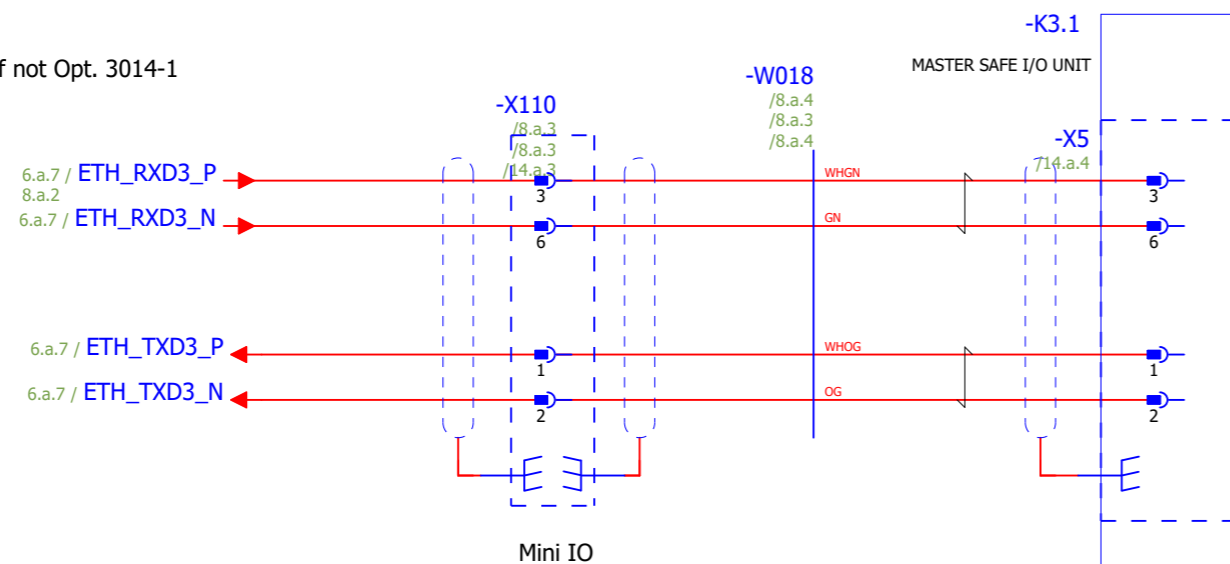 -K3.1
f not Opt. 3014-1
MASTER SAFE I/O UNIT
-W018
/8.a.4
/8.a.3
/8.a.4
-X110
/8.a.3
/8.a.3
/14.a.3
-X5
/14.a.4
6.a.7 / ETH_RXD3_P
8.a.2
WHGN
3
3
6.a.7 / ETH_RXD3_N
GN
6
6
6.a.7 / ETH_TXD3_P
WHOG
1
1
6.a.7 / ETH_TXD3_N
OG
2
2
Mini IO